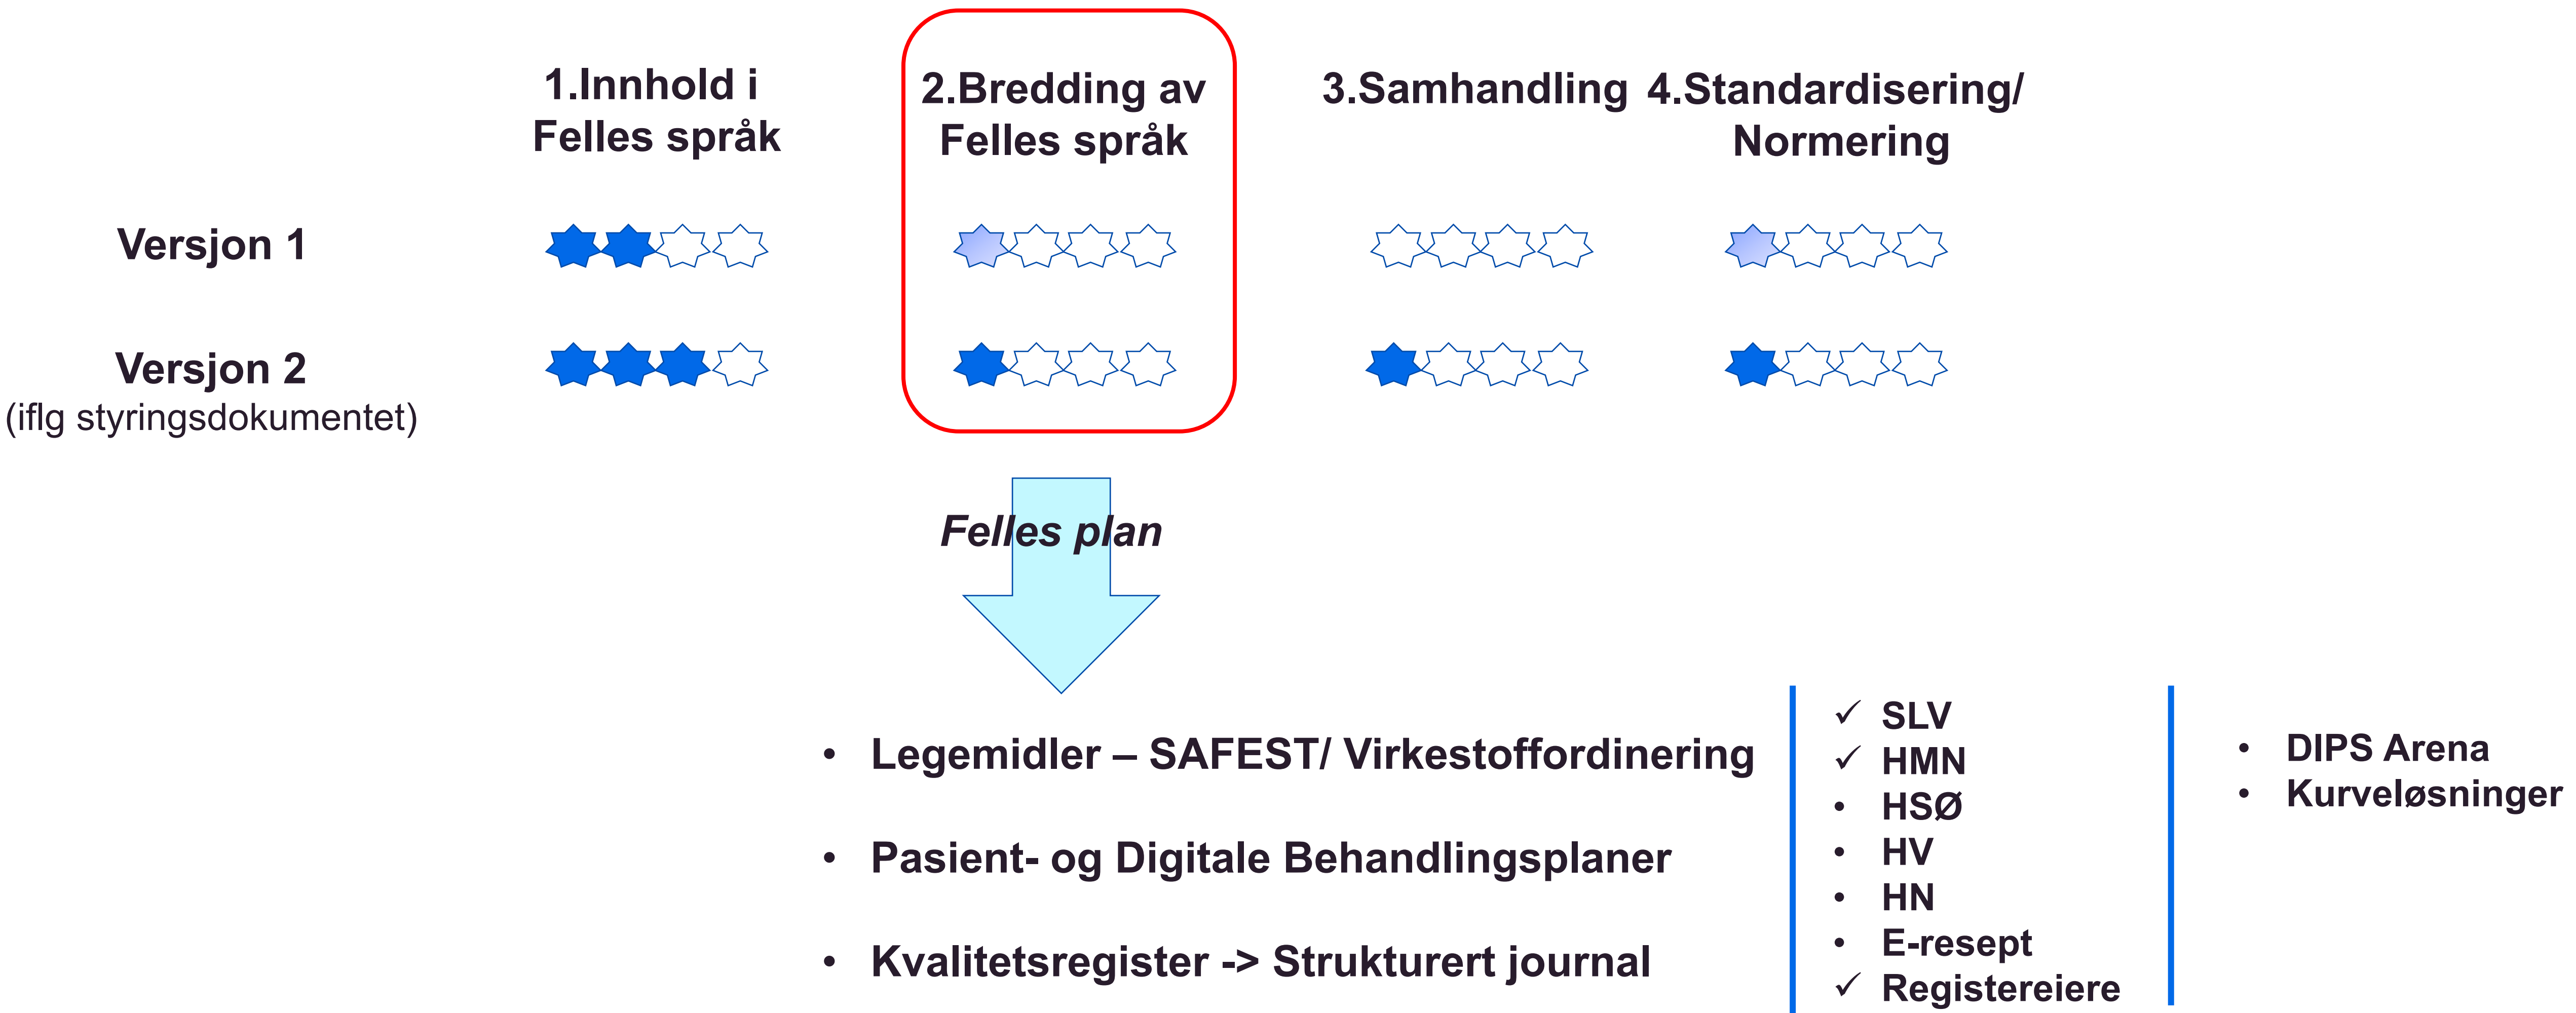 1.Innhold i
Felles språk
2.Bredding av
Felles språk
3.Samhandling
4.Standardisering/
Normering
Versjon 1
Versjon 2
(iflg styringsdokumentet)
Felles plan
• Legemidler – SAFEST/ Virkestoffordinering
• Pasient- og Digitale Behandlingsplaner
• Kvalitetsregister -> Strukturert journal
✓ SLV
✓ HMN
• HSØ
• HV
• HN
• E-resept
✓ Registereiere
• DIPS Arena
• Kurveløsninger